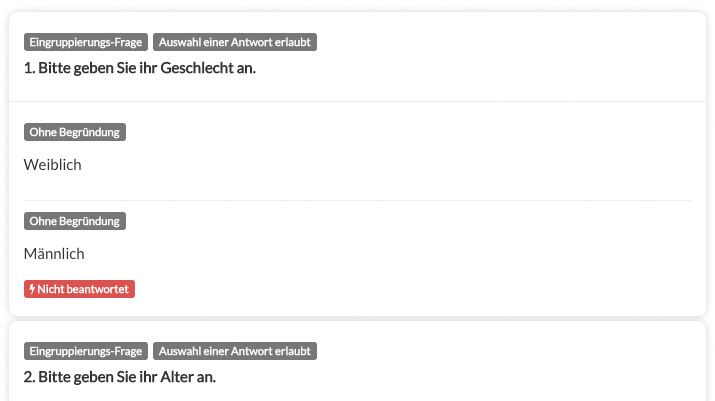 Eingruppierungs-Frage Auswahl einer Antwort erlaubt
1. Bitte geben Sie ihr Geschlecht an.
Ohne Begründung
Weiblich
Ohne Begründung
Männlich
Nicht beantwortet
Eingruppierungs-Frage Auswahl einer Antwort erlaubt
2. Bitte geben Sie ihr Alter an.